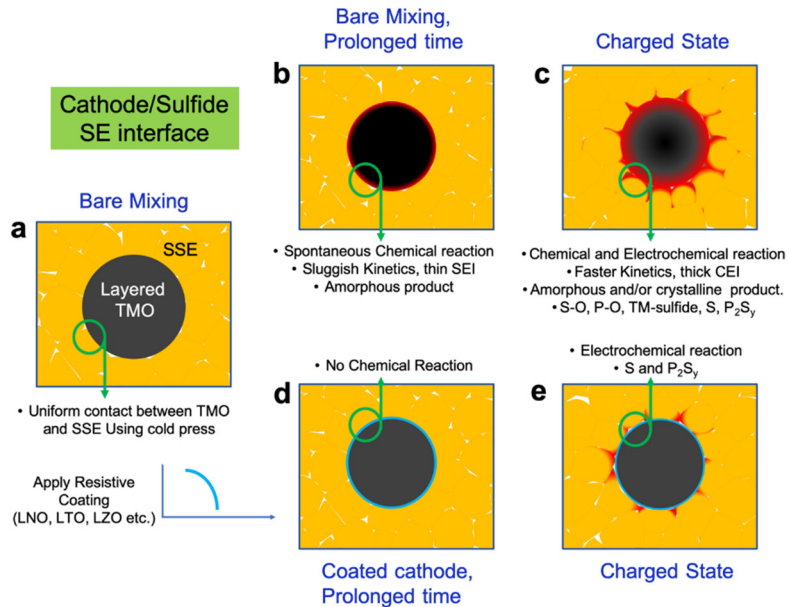 Cathode/Sulfide
SE interface
Bare Mixing
a
SSE
Layered
TMO
• Uniform contact between TMO
and SSE Using cold press
Apply Resistive
Coating
(LNO, LTO, LZO etc.)
Bare Mixing,
Prolonged time
b
• Spontaneous Chemical reaction
• Sluggish Kinetics, thin SEI
• Amorphous product
Charged State
c
• Chemical and Electrochemical reaction
• Faster Kinetics, thick CEI
• Amorphous and/or crystalline product.
• S-O, P-O, TM-sulfide, S, P₂Sᵧ
• No Chemical Reaction
d
Coated cathode,
Prolonged time
• Electrochemical reaction
• S and P₂Sᵧ
e
Charged State